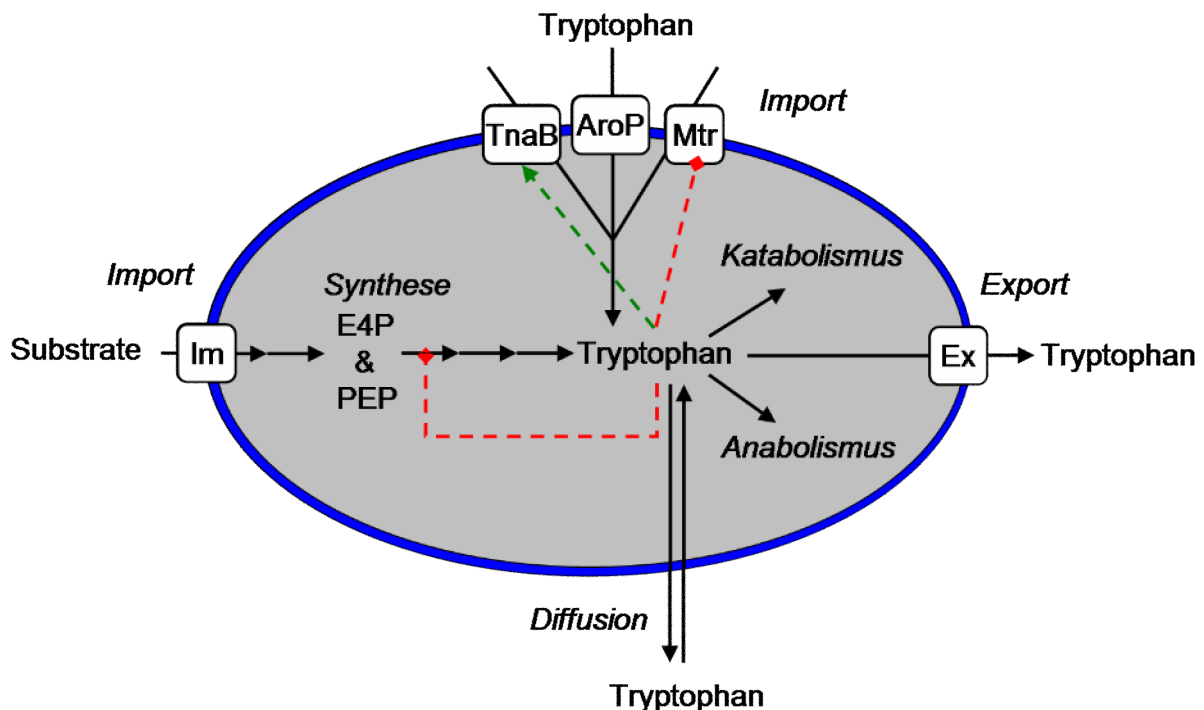 Tryptophan
Import
TnaB
AroP
Mtr
Import
Synthese
Katabolismus
Export
Substrate
Im
E4P
&
PEP
Tryptophan
Ex
Tryptophan
Anabolismus
Diffusion
Tryptophan